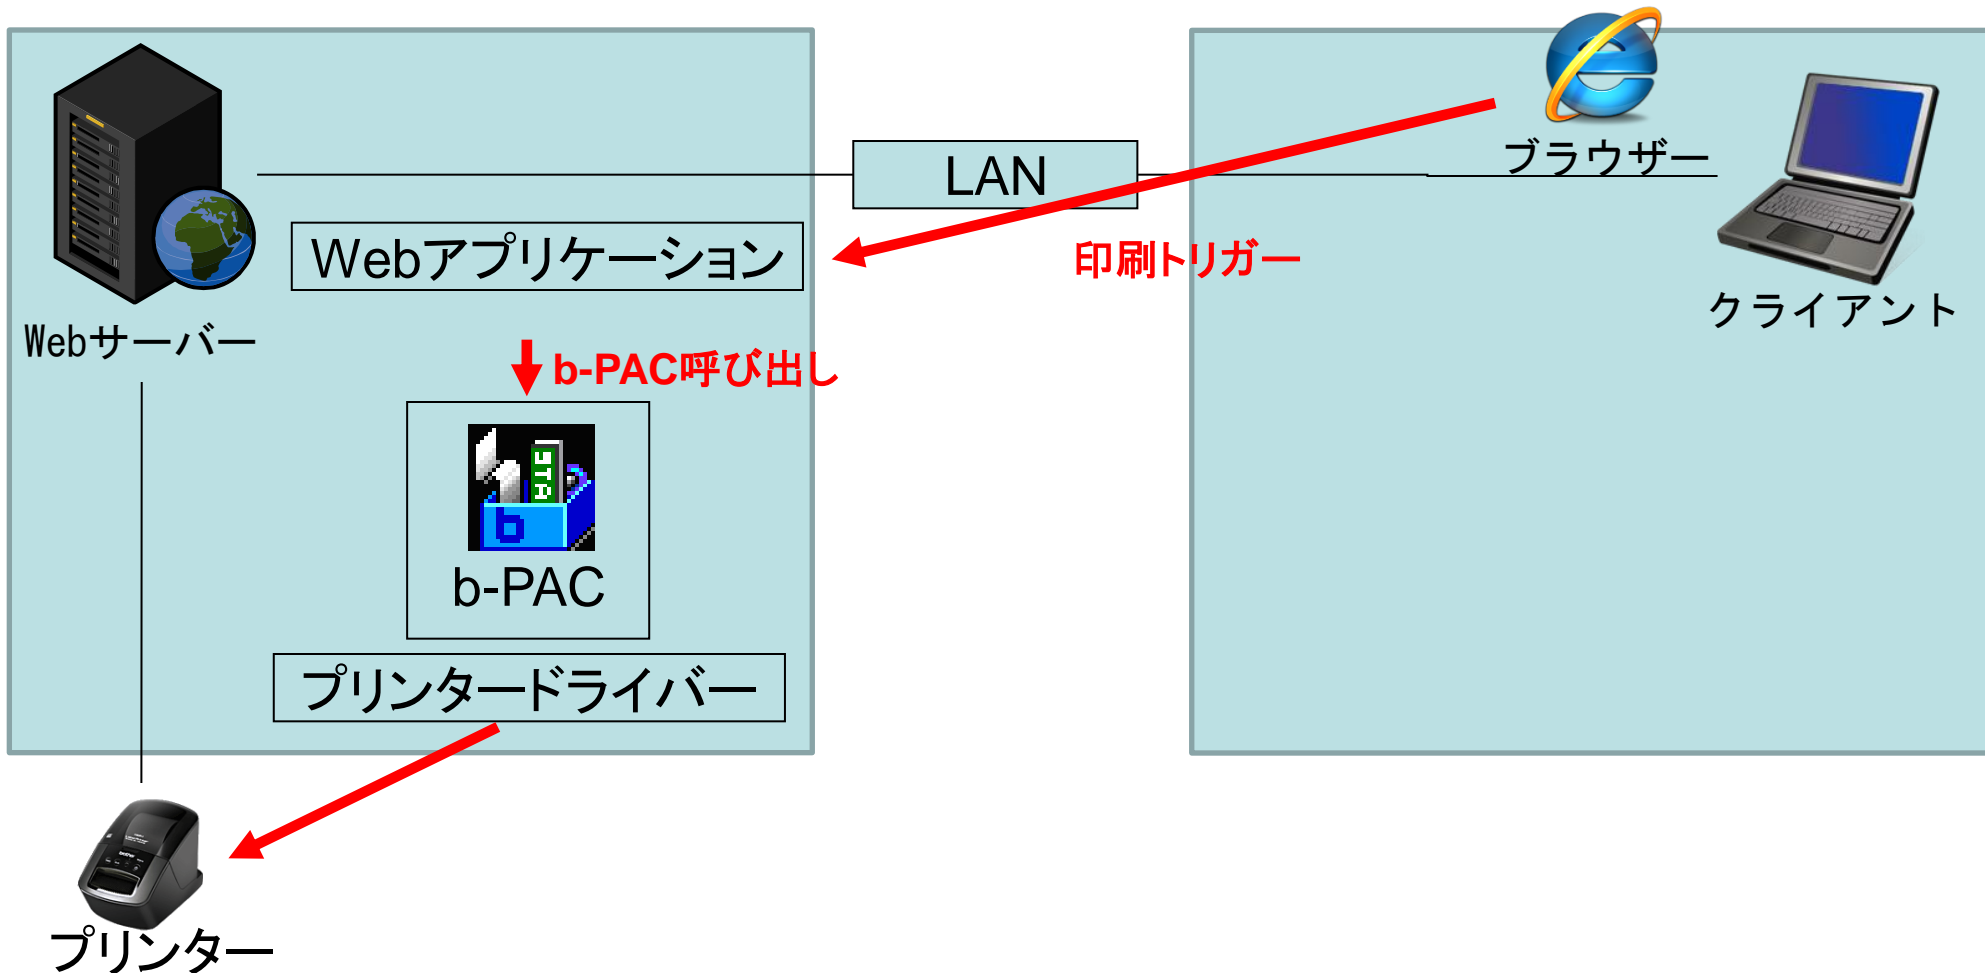 ブラウザー
LAN
Webアプリケーション
印刷トリガー
クライアント
Webサーバー
b-PAC呼び出し
b
b-PAC
プリンタードライバー
プリンター